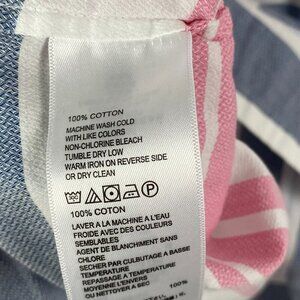 100% COTTON
MACHINE WASH COLD
WITH LIKE COLORS
NON-CHLORINE BLEACH
TUMBLE DRY LOW
WARM IRON ON REVERSE SIDE
OR DRY CLEAN
100% COTON
LAVER A LA MACHINE A L'EAU
FROIDE AVEC DES COULEURS
SEMBLABLES
AGENT DE BLANCHIMENT SANS
CHLORE
SECHER PAR CULBUTAGE A BASSE
TEMPERATURE
REPASSAGE A TEMPERATURE
MOYENNE L'ENVERS
OU NETTOYER A SEC
100%